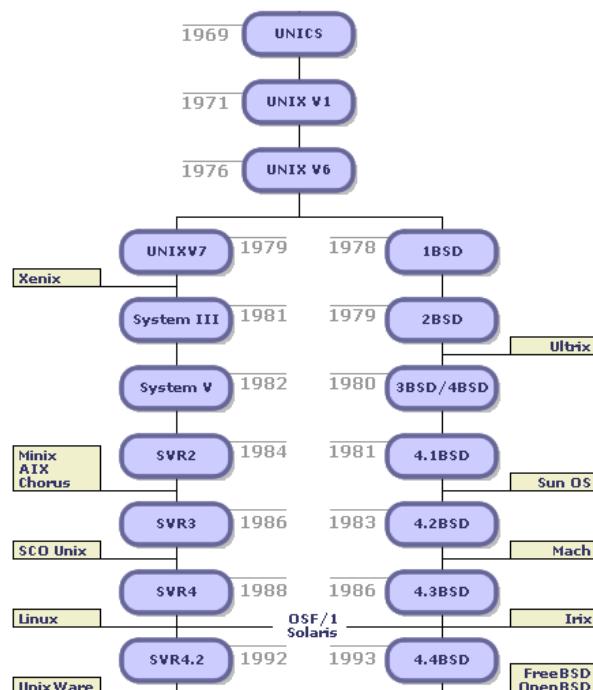 1969 UNICS
1971 UNIX V1
1976 UNIX V6
UNIXV7 1979 1978 1BSD
Xenix
System III 1981 1979 2BSD
Ultrix
System V 1982 1980 3BSD/4BSD
SVR2 1984 1981 4.1BSD
Minix
AIX
Chorus
Sun OS
SVR3 1986 1983 4.2BSD
SCO Unix
Mach
SVR4 1988 1986 4.3BSD
Linux
OSF/1
Solaris
Irix
SVR4.2 1992 1993 4.4BSD
UnixWare
FreeBSD
OpenBSD